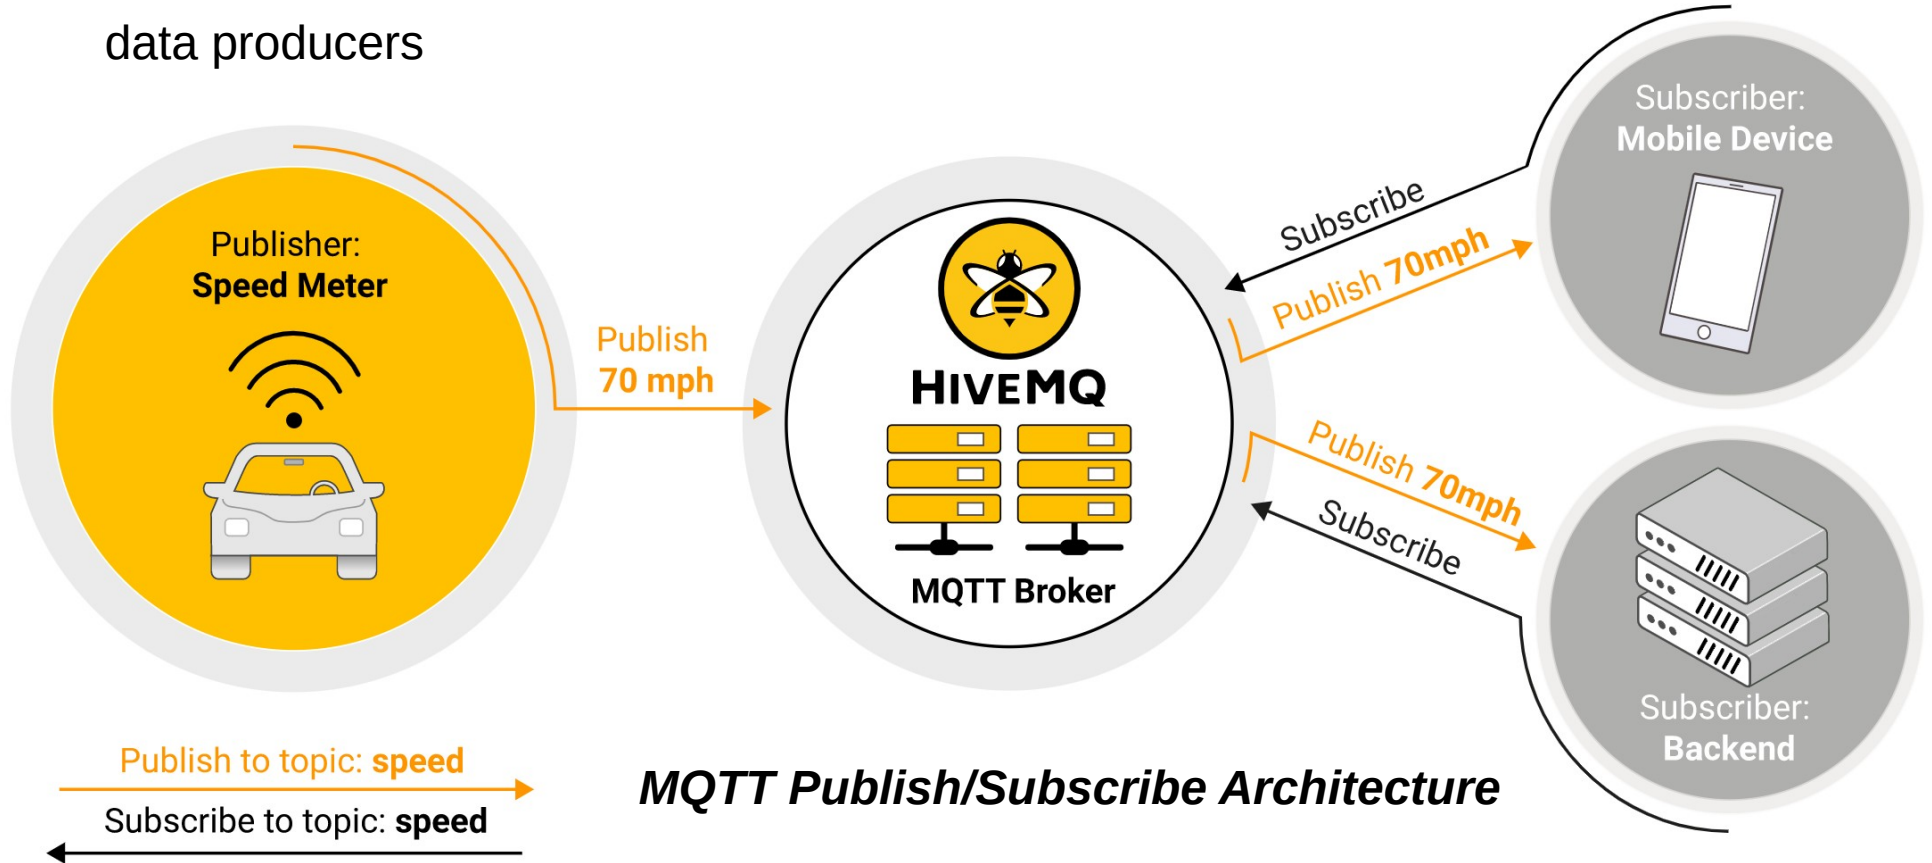 data producers
Publisher:
Speed Meter
Publish
70 mph
HIVEMQ
MQTT Broker
Subscribe
Publish 70mph
Publish 70mph
Subscribe
Subscriber:
Mobile Device
Subscriber:
Backend
Publish to topic: speed
Subscribe to topic: speed
MQTT Publish/Subscribe Architecture